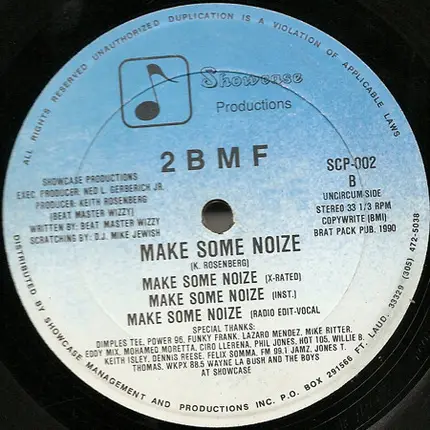 ALL RIGHTS RESERVED. UNAUTHORIZED DUPLICATION IS A VIOLATION OF APPLICABLE LAWS
Showcase
Productions
2 B M F
SHOWCASE PRODUCTIONS
EXEC. PRODUCER: NED L. GERBERICH JR.
PRODUCER: KEITH ROSENBERG
(BEAT MASTER WIZZY)
WRITTEN BY: BEAT MASTER WIZZY
SCRATCHING BY: D.J. MIKE JEWISH
SCP-002
B
UNCIRCUM-SIDE
STEREO 33 1/3 RPM
COPYWRITE (BMI)
BRAT PACK PUB. 1990
MAKE SOME NOIZE
(K. ROSENBERG)
MAKE SOME NOIZE (X-RATED)
MAKE SOME NOIZE (INST.)
MAKE SOME NOIZE (RADIO EDIT-VOCAL
SPECIAL THANKS:
DIMPLES TEE, POWER 96, FUNKY FRANK, LAZARO MENDEZ, MIKE RITTER,
EDDY MIX, MOHAMED MORETTA, CIRO LLERENA, PHIL JONES, HOT 105, WILLIE B.
KEITH ISLEY, DENNIS REESE, FELIX SOMMA, FM 99.1 JAMZ, JONES T.
THOMAS, WKPX 88.5 WAYNE LA BUSH AND THE BOYS
AT SHOWCASE
DISTRIBUTED BY SHOWCASE MANAGEMENT AND PRODUCTIONS INC. P.O. BOX 291566 FT. LAUD. 33329 (305) 472-5038